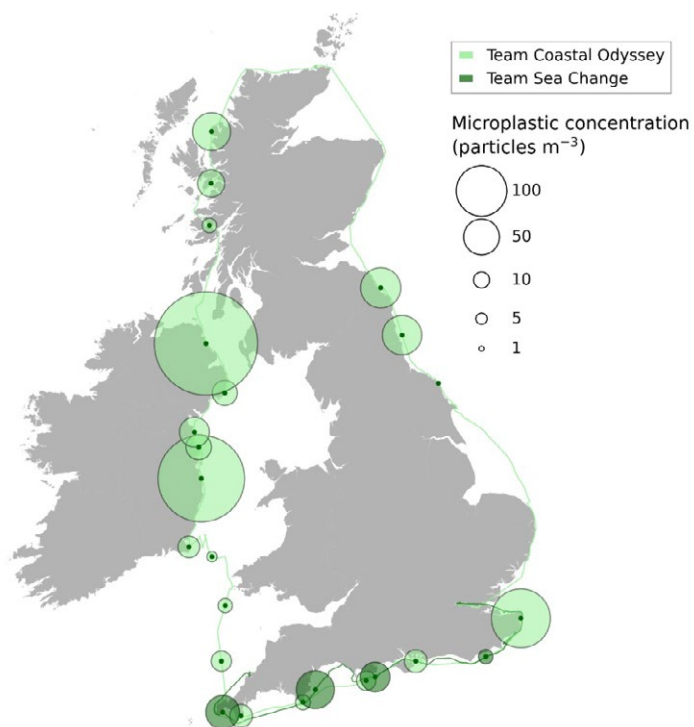 Team Coastal Odyssey
Team Sea Change
Microplastic concentration
(particles m⁻³)
100
50
10
5
1